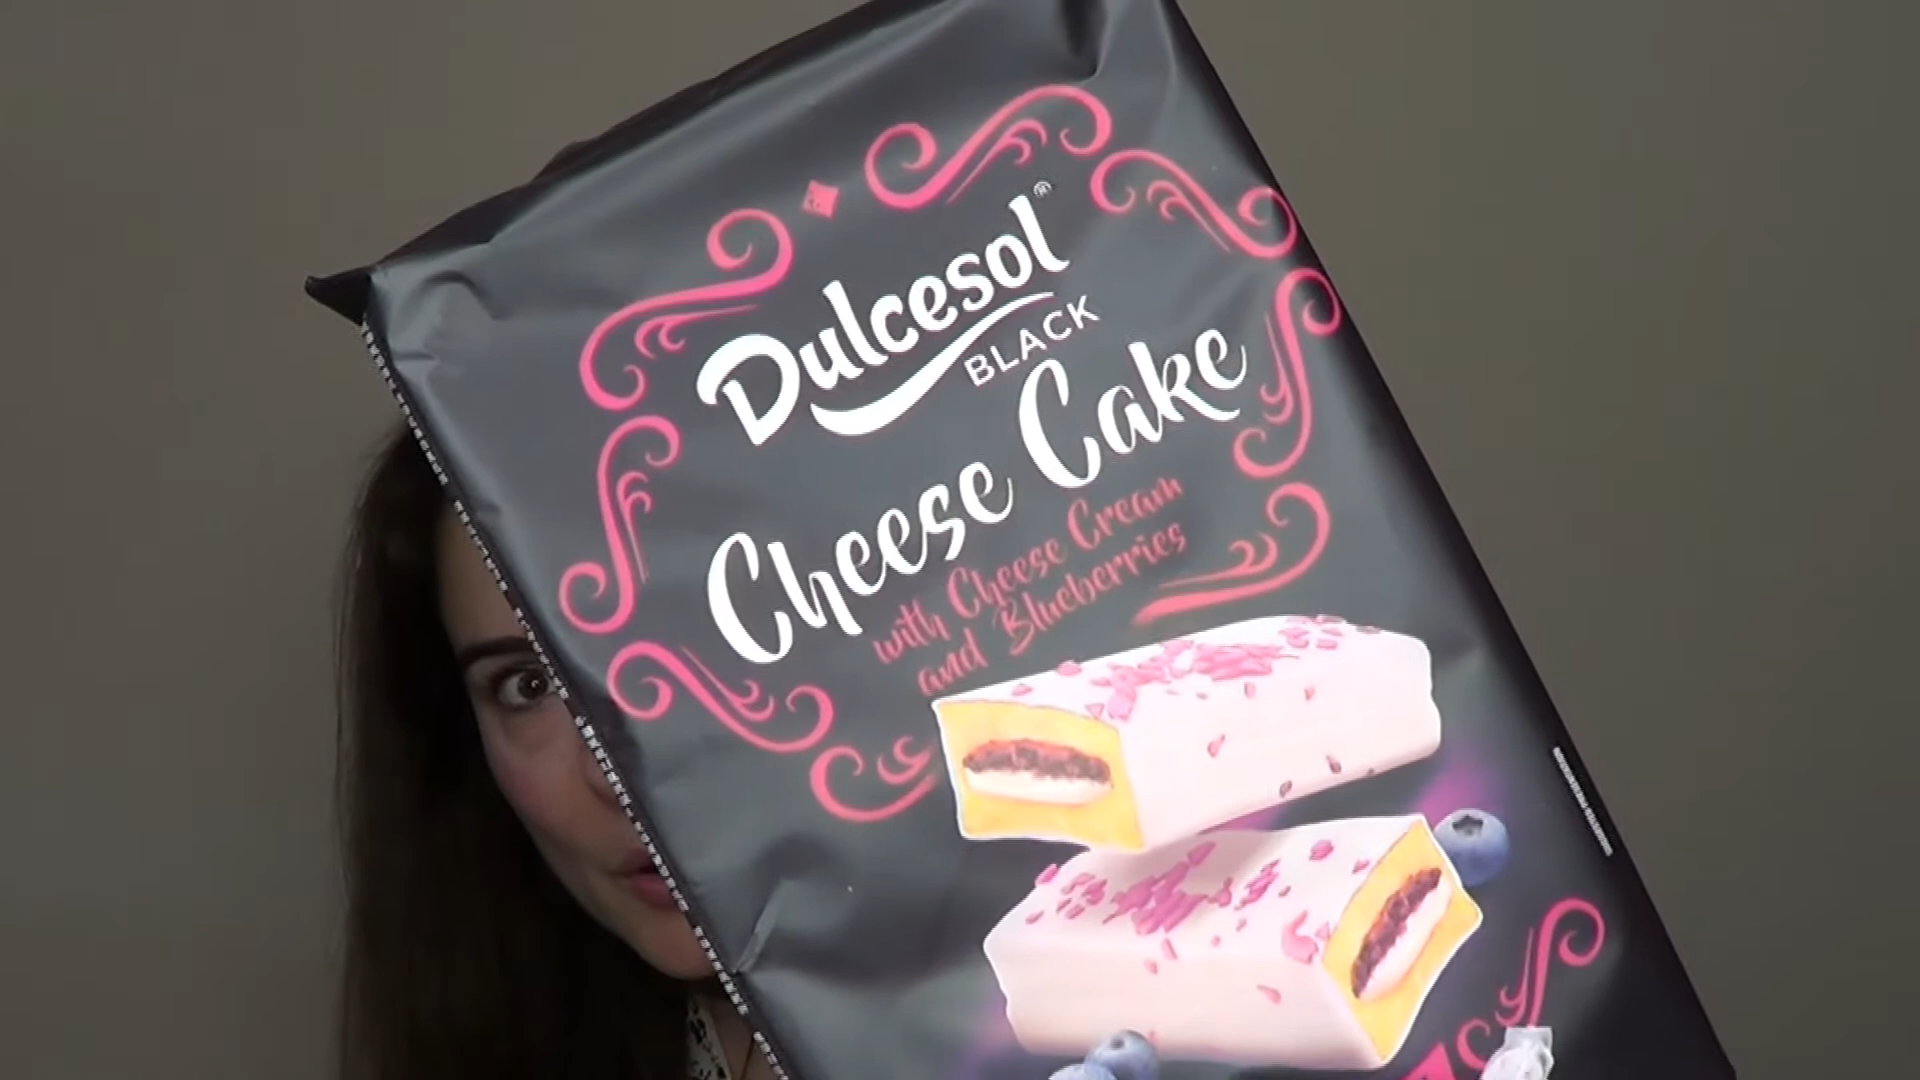 Dulcesol®
BLACK
Cheese Cake
with Cheese Cream
and Blueberries